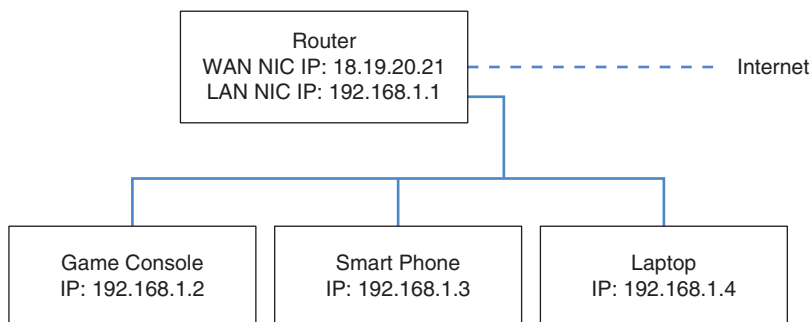 Router
WAN NIC IP: 18.19.20.21
LAN NIC IP: 192.168.1.1
Internet
Game Console
IP: 192.168.1.2
Smart Phone
IP: 192.168.1.3
Laptop
IP: 192.168.1.4